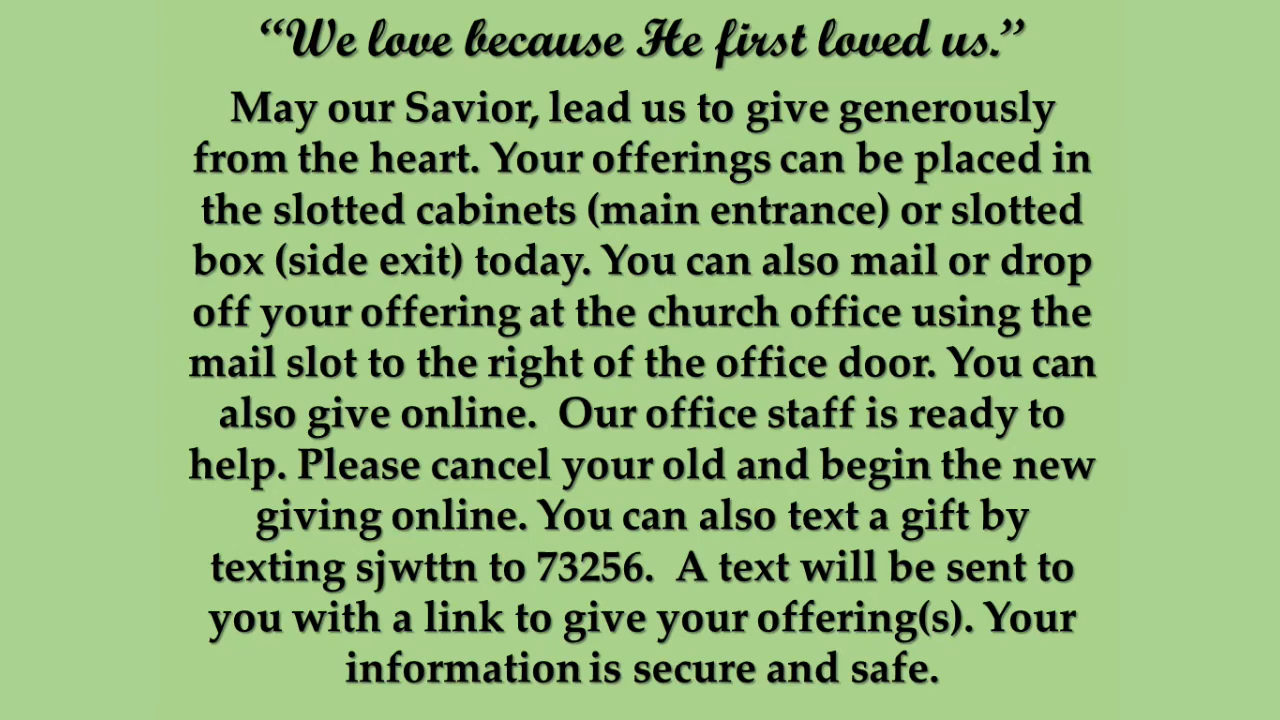 “We love because He first loved us.”
May our Savior, lead us to give generously
from the heart. Your offerings can be placed in
the slotted cabinets (main entrance) or slotted
box (side exit) today. You can also mail or drop
off your offering at the church office using the
mail slot to the right of the office door. You can
also give online.  Our office staff is ready to
help. Please cancel your old and begin the new
giving online. You can also text a gift by
texting sjwttn to 73256.  A text will be sent to
you with a link to give your offering(s). Your
information is secure and safe.